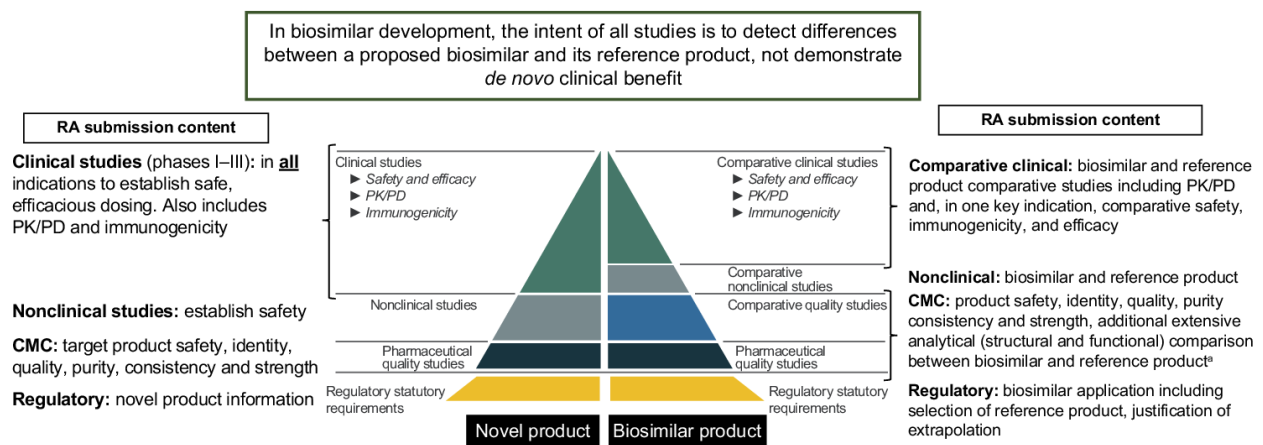 In biosimilar development, the intent of all studies is to detect differences
between a proposed biosimilar and its reference product, not demonstrate
de novo clinical benefit
RA submission content
Clinical studies (phases I–III): in all
indications to establish safe,
efficacious dosing. Also includes
PK/PD and immunogenicity
Nonclinical studies: establish safety
CMC: target product safety, identity,
quality, purity, consistency and strength
Regulatory: novel product information
Clinical studies
► Safety and efficacy
► PK/PD
► Immunogenicity
Nonclinical studies
Pharmaceutical
quality studies
Regulatory statutory
requirements
Novel product
Biosimilar product
Comparative clinical studies
► Safety and efficacy
► PK/PD
► Immunogenicity
Comparative
nonclinical studies
Comparative quality studies
Pharmaceutical
quality studies
Regulatory statutory
requirements
RA submission content
Comparative clinical: biosimilar and reference
product comparative studies including PK/PD
and, in one key indication, comparative safety,
immunogenicity, and efficacy
Nonclinical: biosimilar and reference product
CMC: product safety, identity, quality, purity
consistency and strength, additional extensive
analytical (structural and functional) comparison
between biosimilar and reference productᵃ
Regulatory: biosimilar application including
selection of reference product, justification of
extrapolation